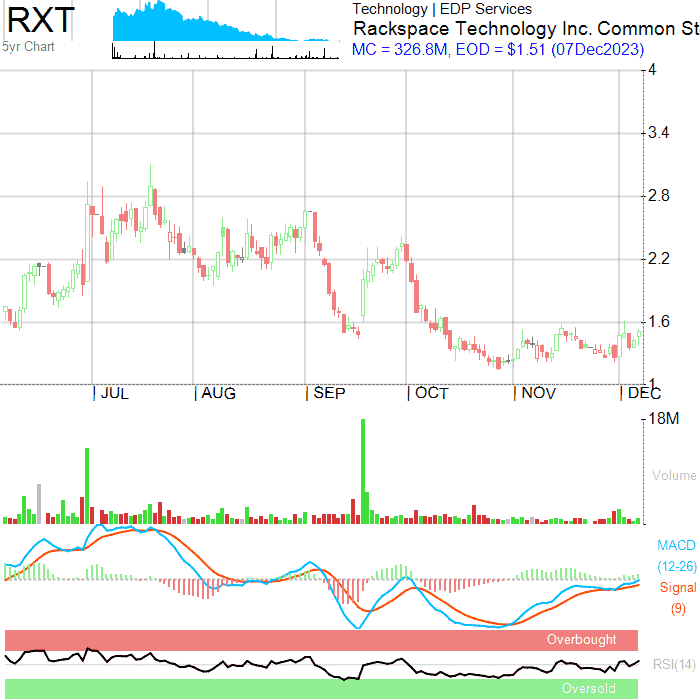 RXT
5yr Chart
Technology | EDP Services
Rackspace Technology Inc. Common St
MC = 326.8M, EOD = $1.51 (07Dec2023)
4
3.4
2.8
2.2
1.6
1
| JUL | AUG | SEP | OCT | NOV | DEC
18M
Volume
MACD
(12-26)
Signal
(9)
Overbought
RSI(14)
Oversold